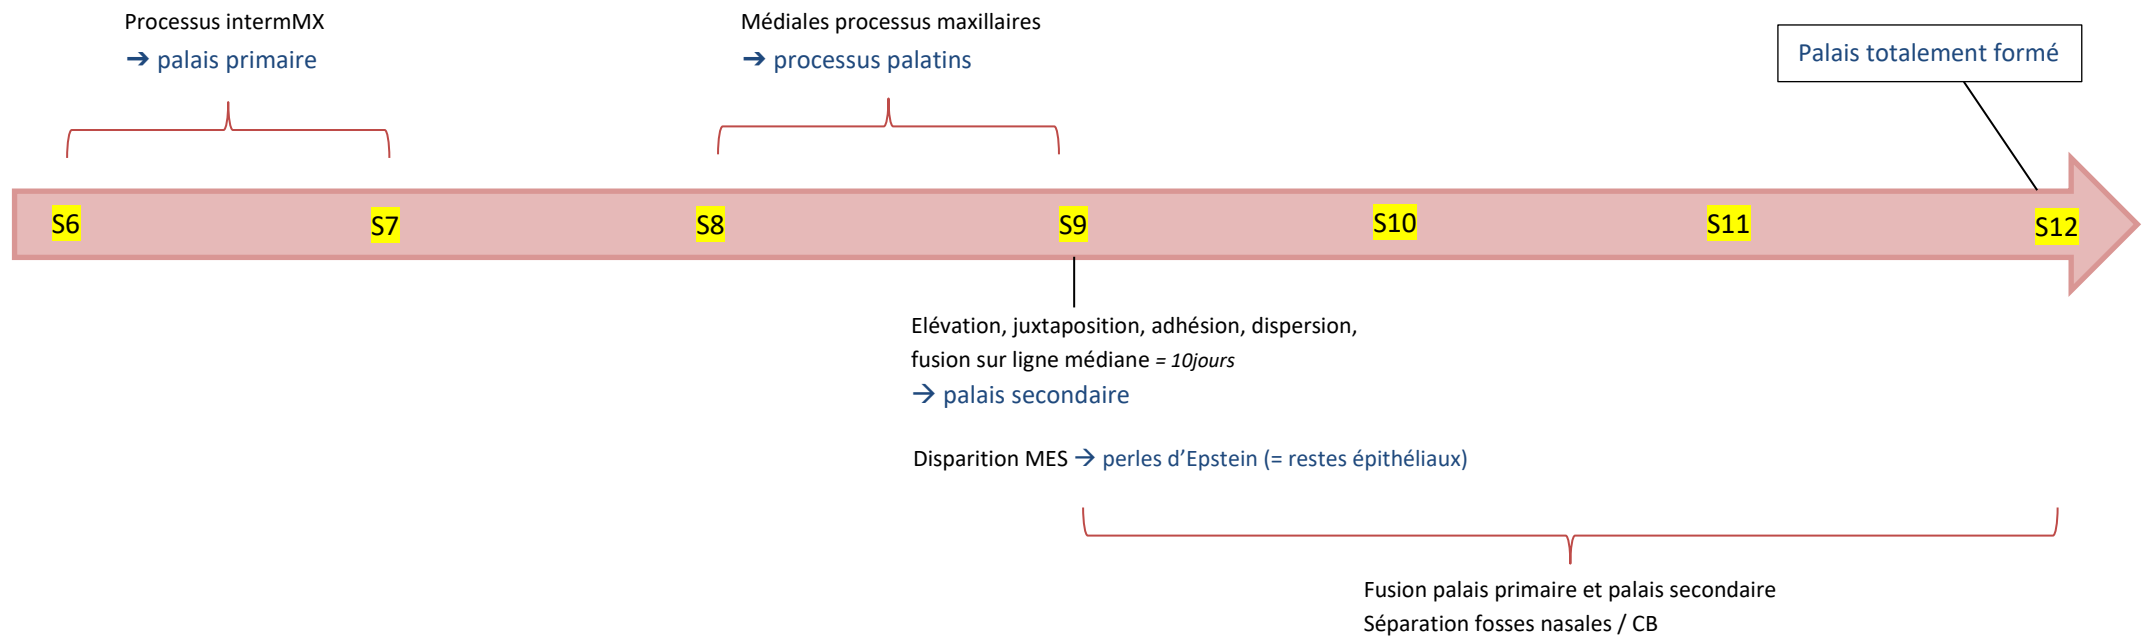 Processus intermMX
→ palais primaire
Médiales processus maxillaires
→ processus palatins
Palais totalement formé
S6
S7
S8
S9
S10
S11
S12
Elévation, juxtaposition, adhésion, dispersion,
fusion sur ligne médiane = 10jours
→ palais secondaire
Disparition MES → perles d’Epstein (= restes épithéliaux)
Fusion palais primaire et palais secondaire
Séparation fosses nasales / CB